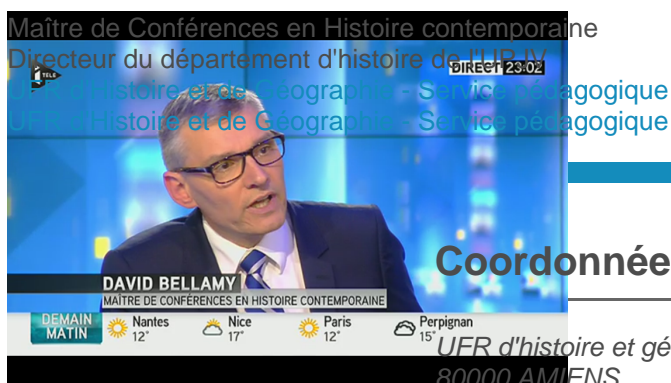 Maître de Conférences en Histoire contemporaine
Directeur du département d'histoire de l'UPJV
UFR d'Histoire et de Géographie - Service pédagogique
UFR d'Histoire et de Géographie - Service pédagogique
iTELE
DIRECT 23:02
Coordonnée
DAVID BELLAMY
MAÎTRE DE CONFÉRENCES EN HISTOIRE CONTEMPORAINE
DEMAIN MATIN
Nantes 12°
Nice 17°
Paris 12°
Perpignan 15°
UFR d'histoire et gé
80000 AMIENS